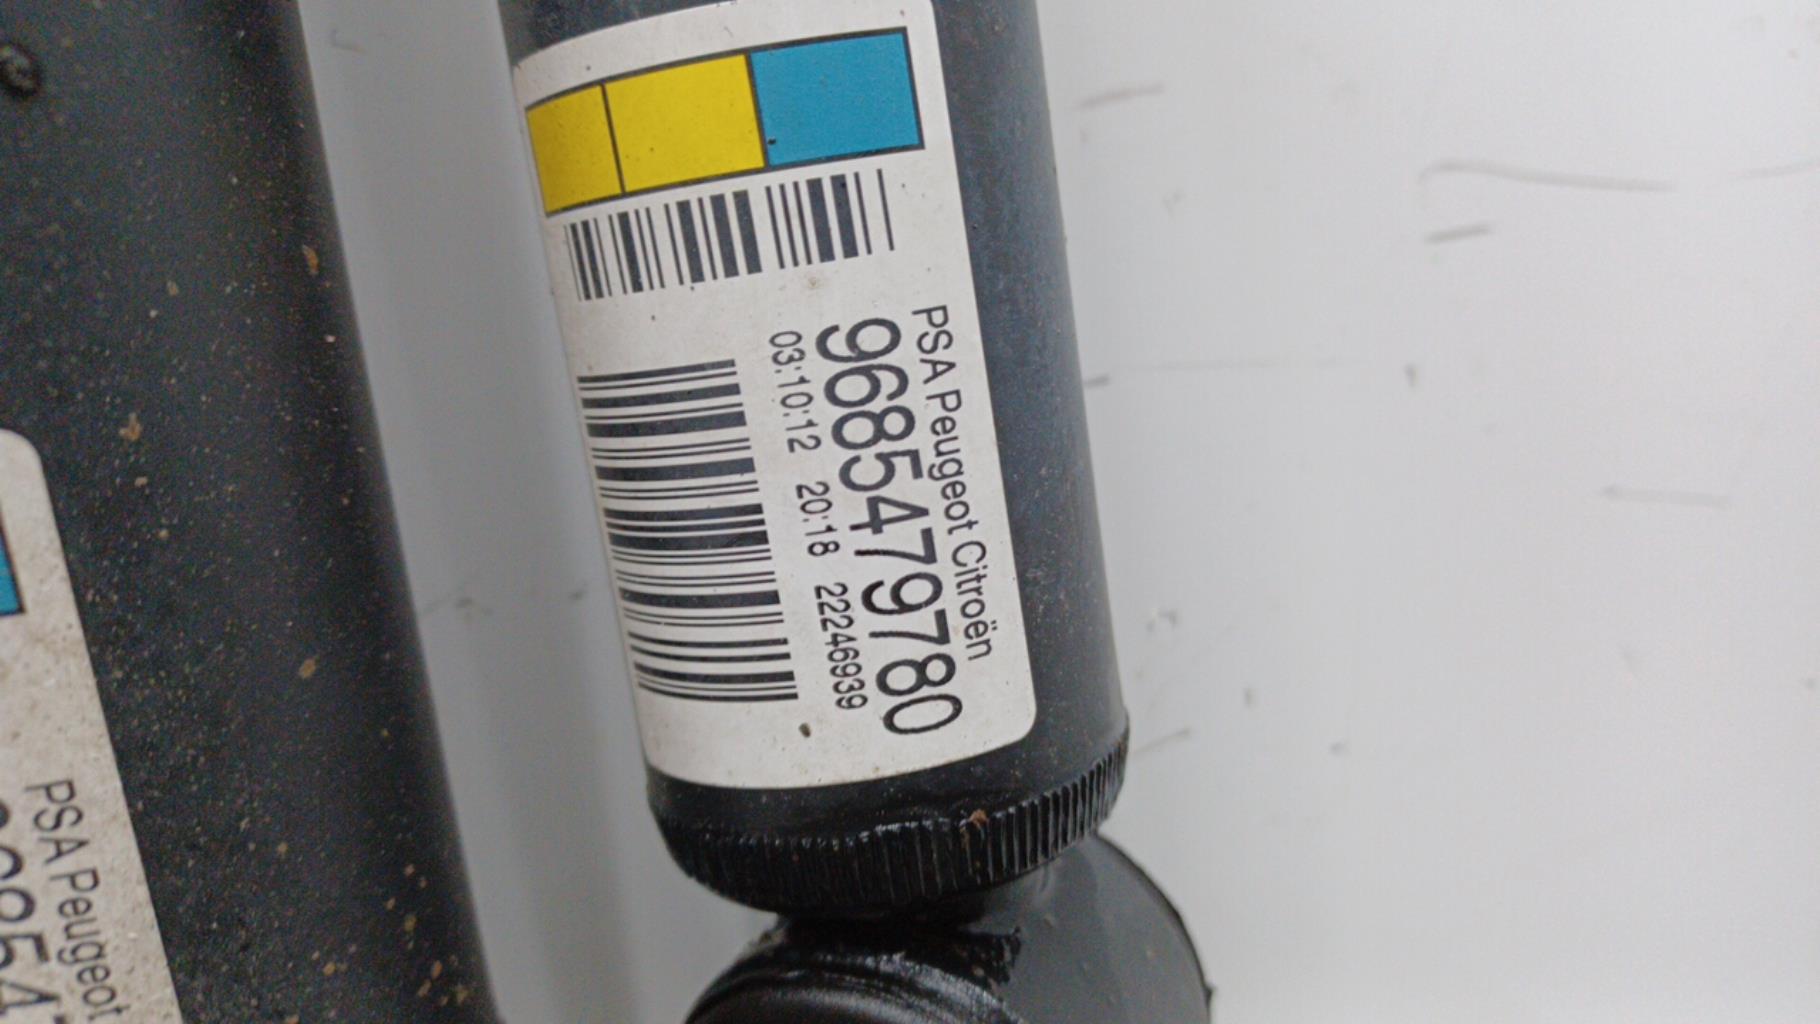 PSA Peugeot Citroën
9685479780
03:10:12 20:18 22246939
PSA Peugeot